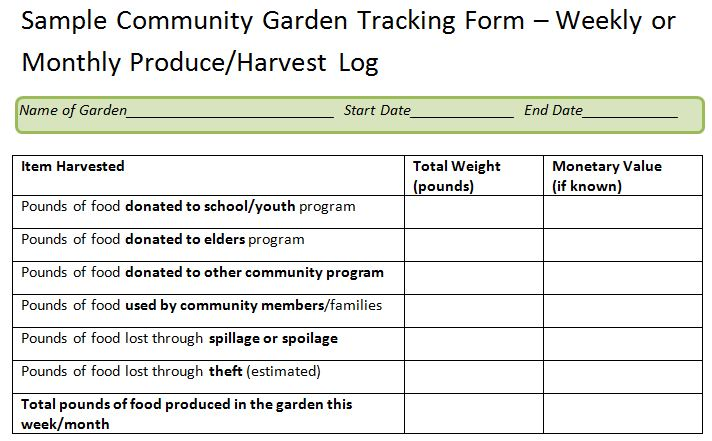 Sample Community Garden Tracking Form – Weekly or
Monthly Produce/Harvest Log
Name of Garden__________________________ Start Date_____________ End Date____________
Item Harvested Total Weight (pounds) Monetary Value (if known)
Pounds of food donated to school/youth program
Pounds of food donated to elders program
Pounds of food donated to other community program
Pounds of food used by community members/families
Pounds of food lost through spillage or spoilage
Pounds of food lost through theft (estimated)
Total pounds of food produced in the garden this
week/month